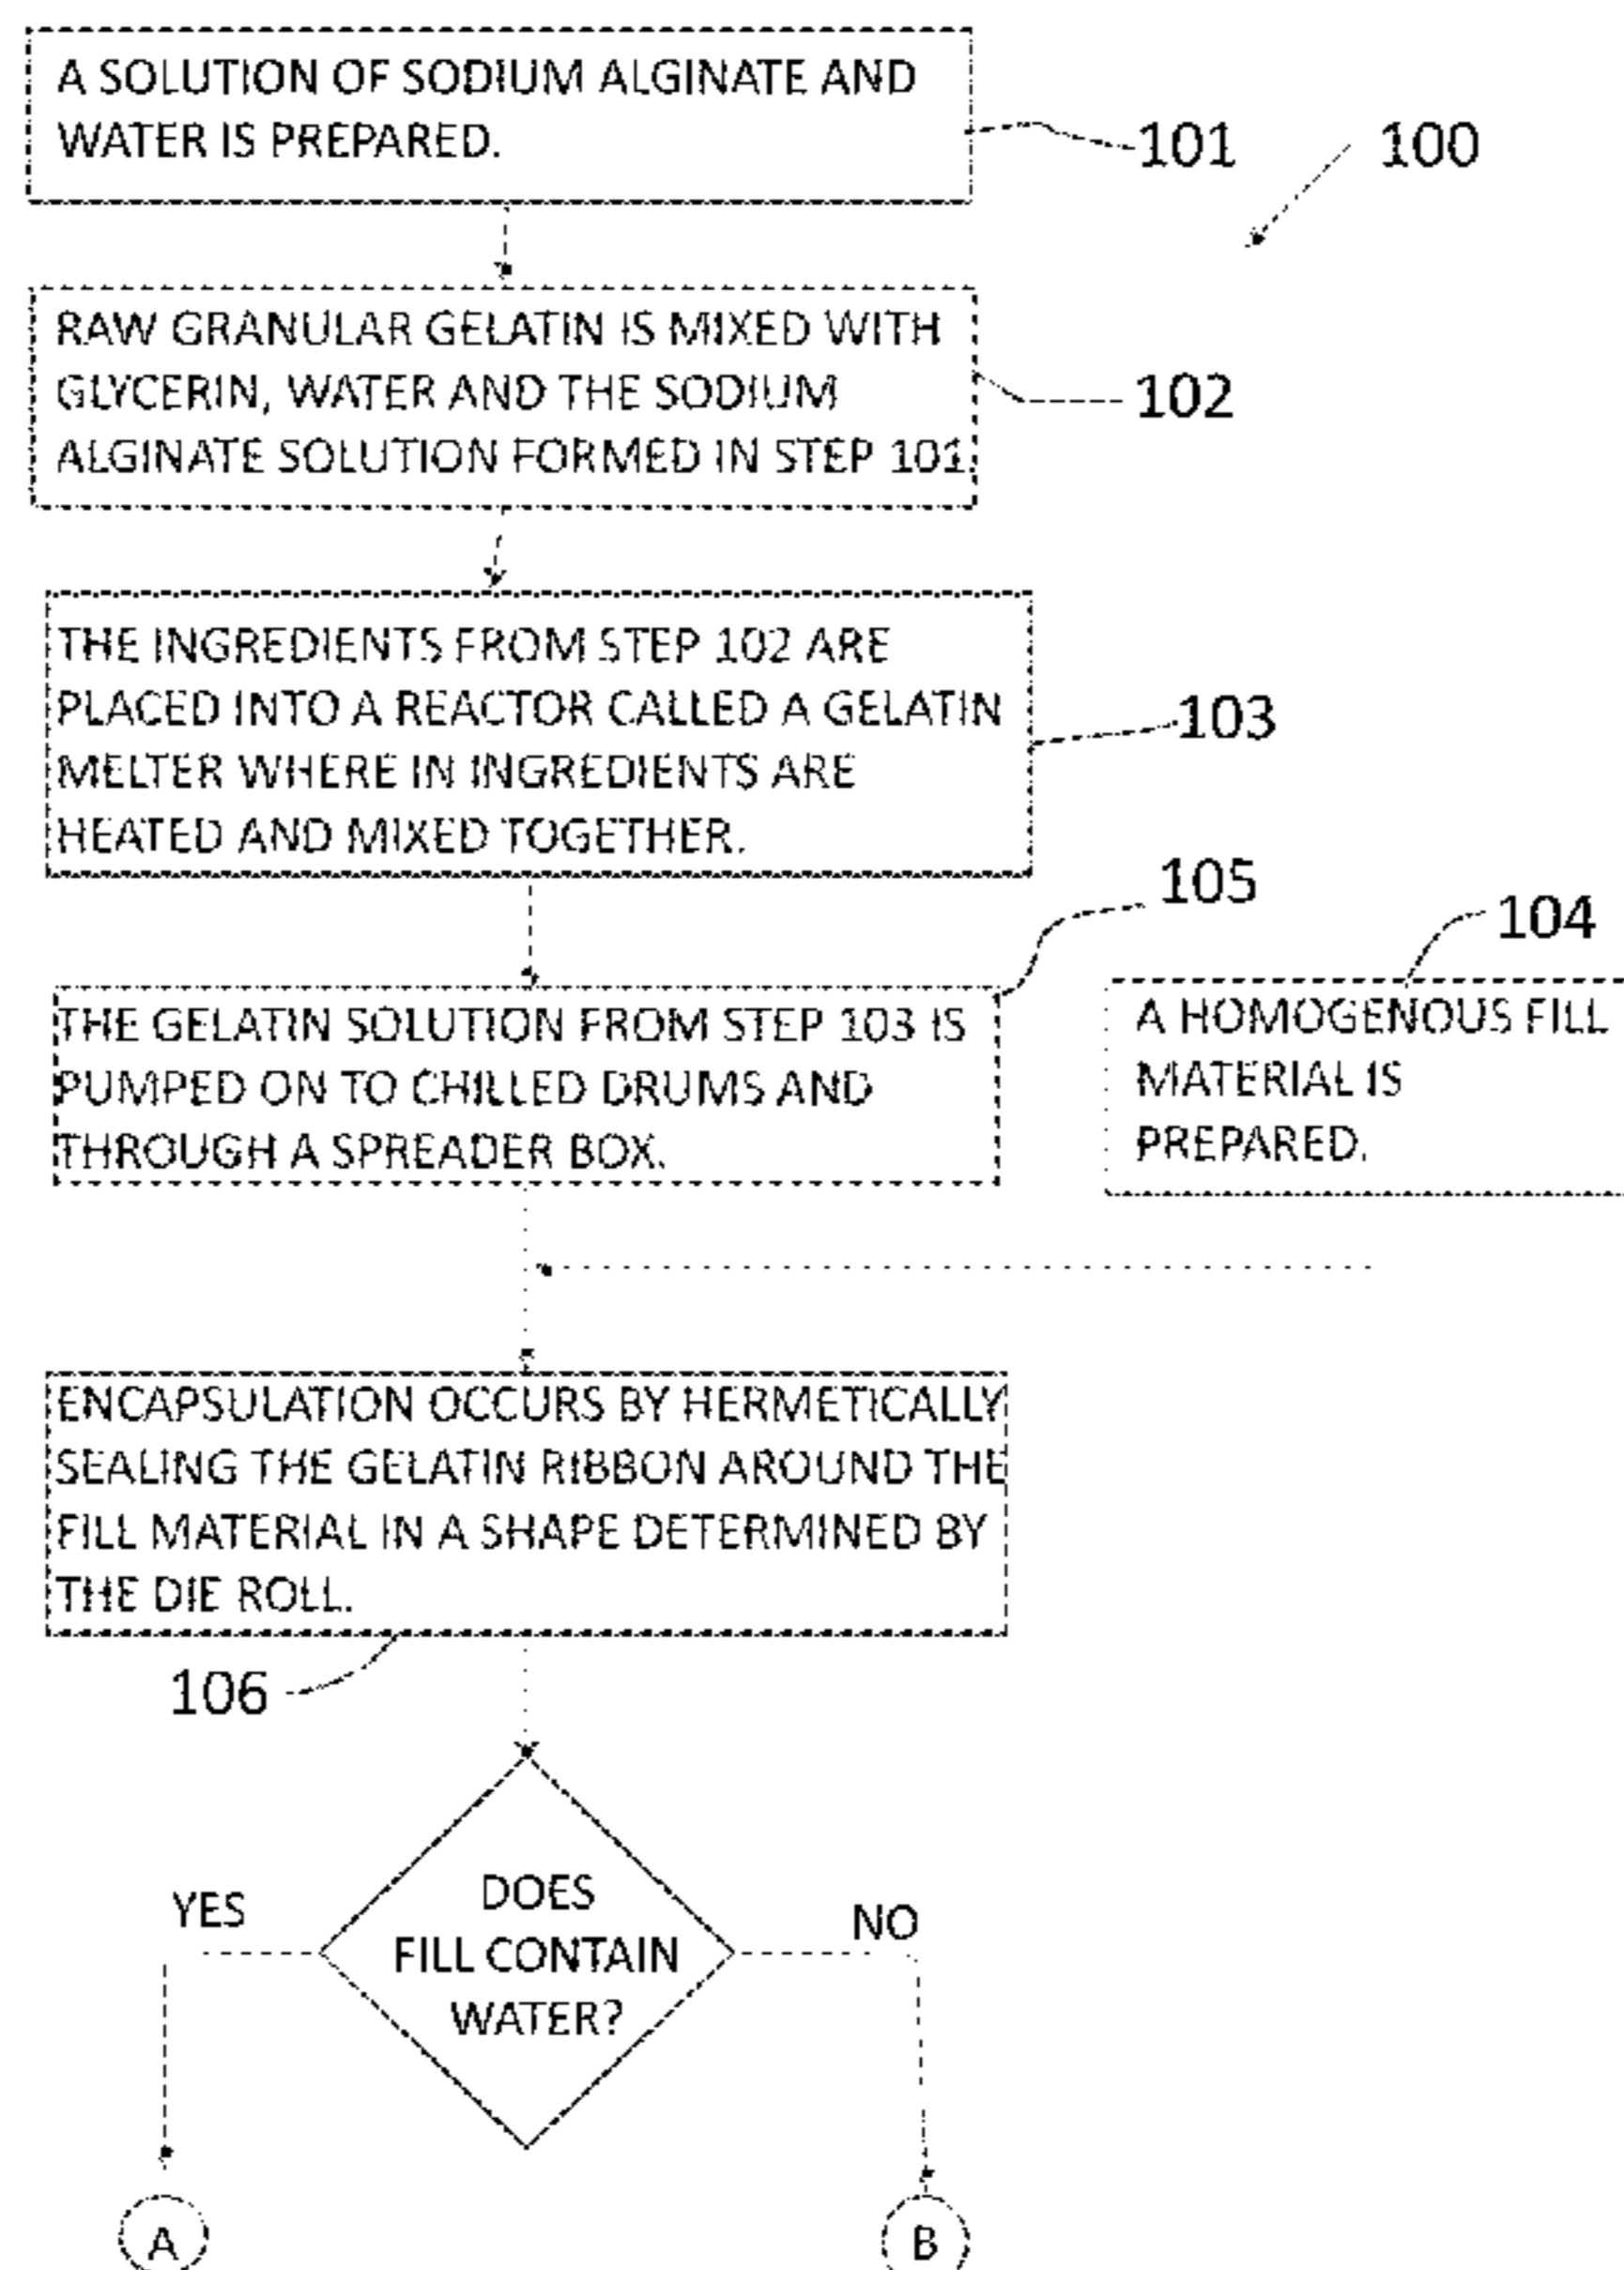 A SOLUTION OF SODIUM ALGINATE AND
WATER IS PREPARED.
101
100
RAW GRANULAR GELATIN IS MIXED WITH
GLYCERIN, WATER AND THE SODIUM
ALGINATE SOLUTION FORMED IN STEP 101.
102
THE INGREDIENTS FROM STEP 102 ARE
PLACED INTO A REACTOR CALLED A GELATIN
MELTER WHERE IN INGREDIENTS ARE
HEATED AND MIXED TOGETHER.
103
105
104
THE GELATIN SOLUTION FROM STEP 103 IS
PUMPED ON TO CHILLED DRUMS AND
THROUGH A SPREADER BOX.
A HOMOGENOUS FILL
MATERIAL IS
PREPARED.
ENCAPSULATION OCCURS BY HERMETICALLY
SEALING THE GELATIN RIBBON AROUND THE
FILL MATERIAL IN A SHAPE DETERMINED BY
THE DIE ROLL.
106
DOES
FILL CONTAIN
WATER?
YES
NO
A
B